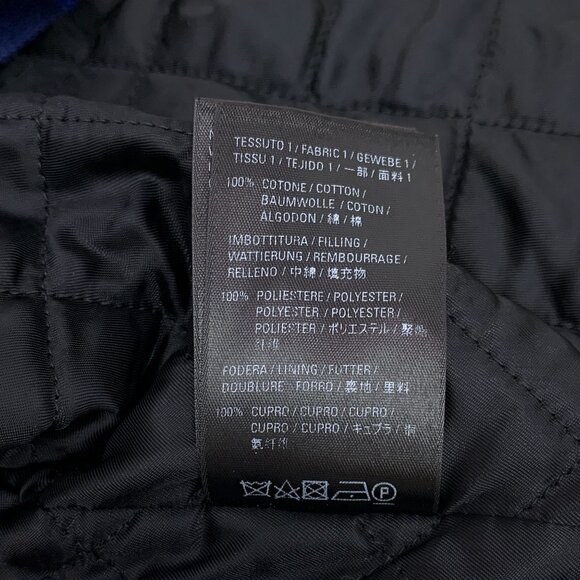 TESSUTO 1 / FABRIC 1 / GEWEBE 1 /
TISSU 1 / TEJIDO 1 / 一部 / 面料 1
100% COTONE / COTTON /
BAUMWOLLE / COTON /
ALGODON / 綿 / 棉
IMBOTTITURA / FILLING /
WATTIERUNG / REMBOURRAGE /
RELLENO / 中綿 / 填充物
100% POLIESTERE / POLYESTER /
POLYESTER / POLYESTER /
POLIESTER / ポリエステル / 聚酯
纤维
FODERA / LINING / FUTTER /
DOUBLURE / FORRO / 裏地 / 里料
100% CUPRO / CUPRO / CUPRO /
CUPRO / CUPRO / キュプラ / 铜
氨纤维
P